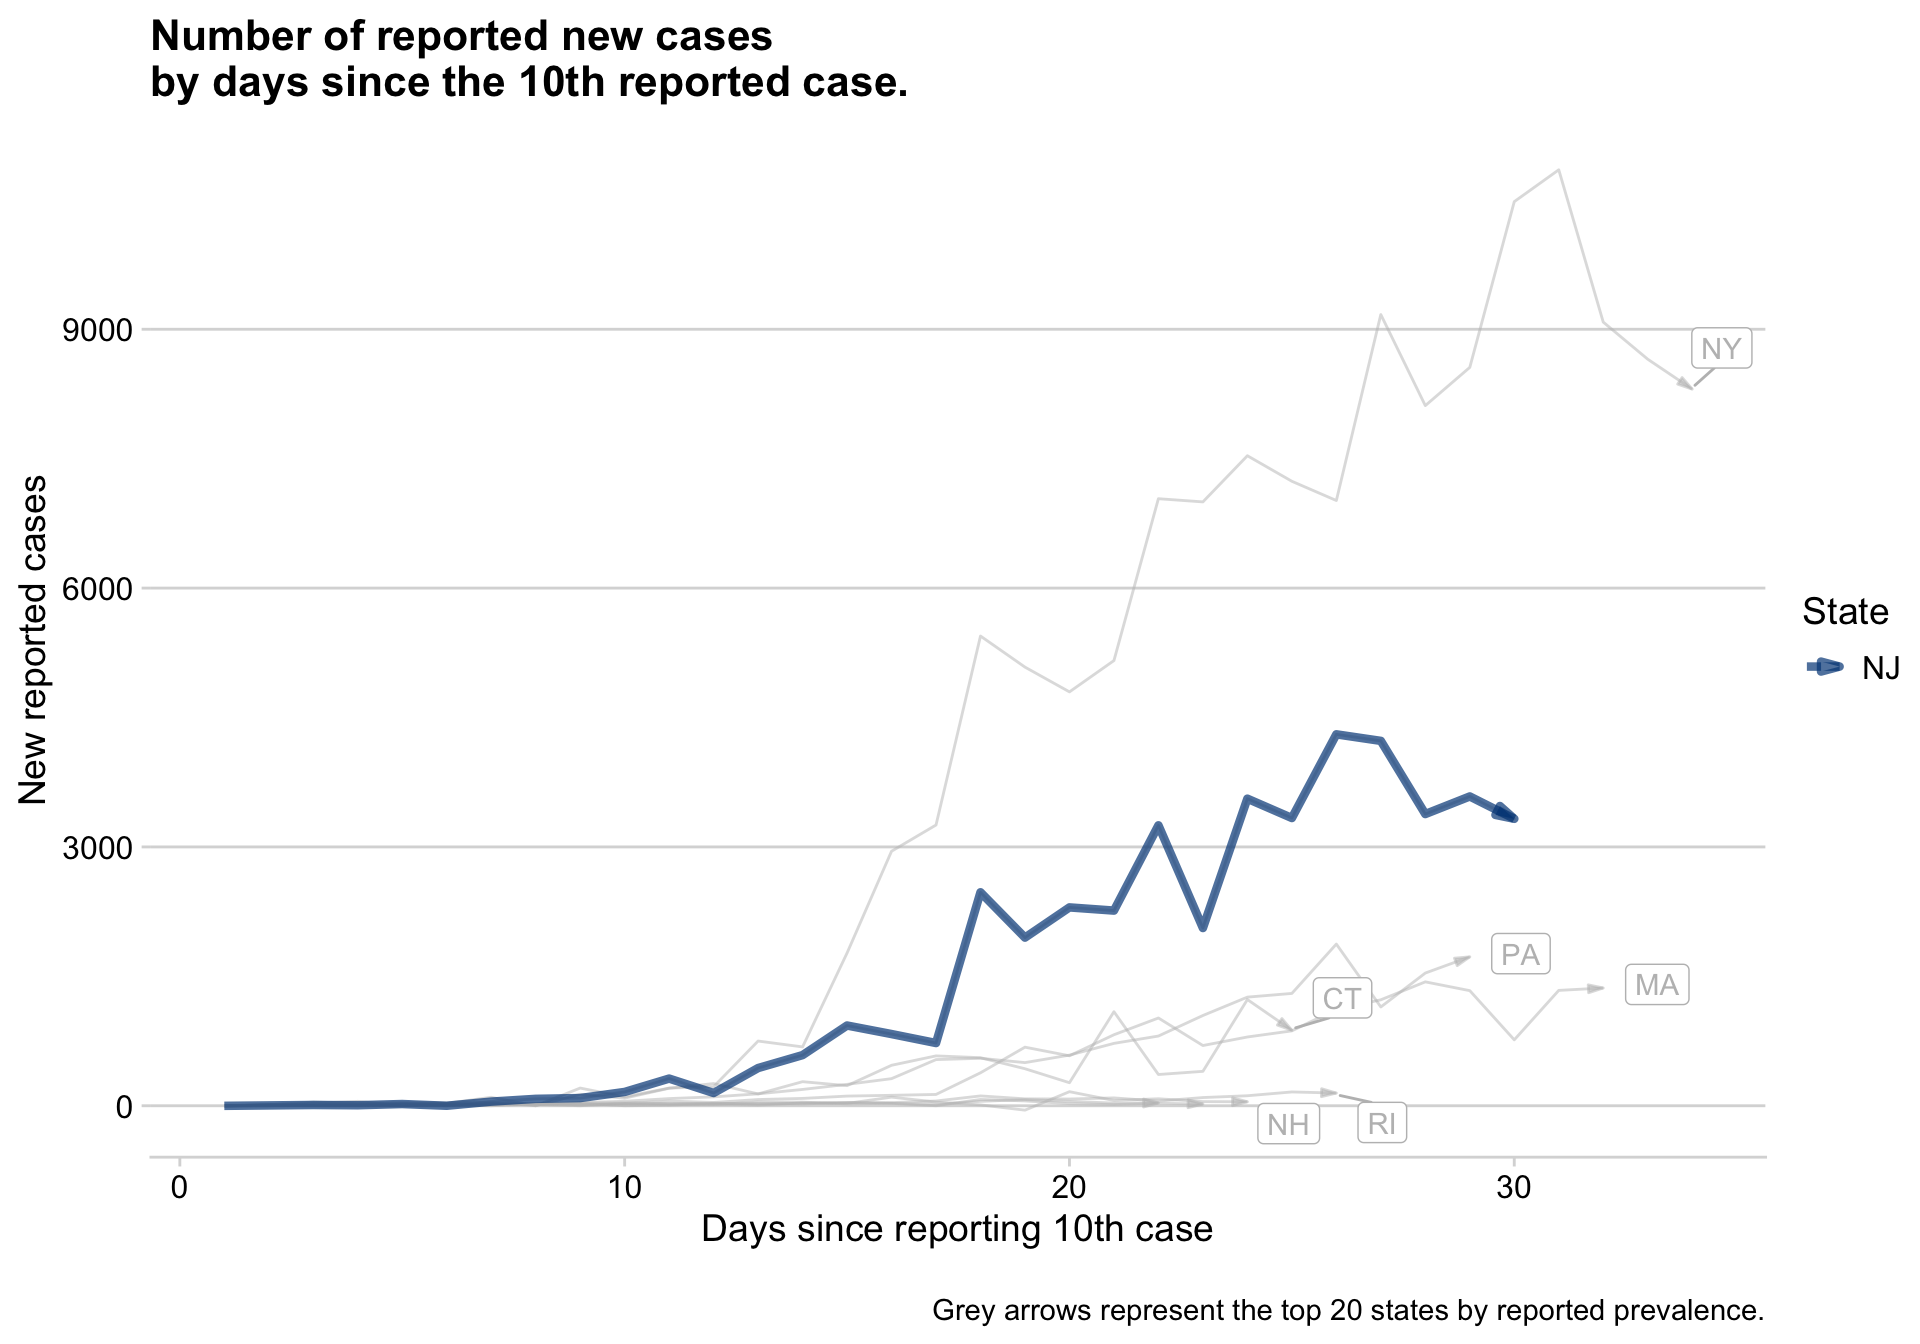 Number of reported new cases
by days since the 10th reported case.
New reported cases
9000
6000
3000
0
NY
PA
MA
CT
NH
RI
State
NJ
0
10
20
30
Days since reporting 10th case
Grey arrows represent the top 20 states by reported prevalence.